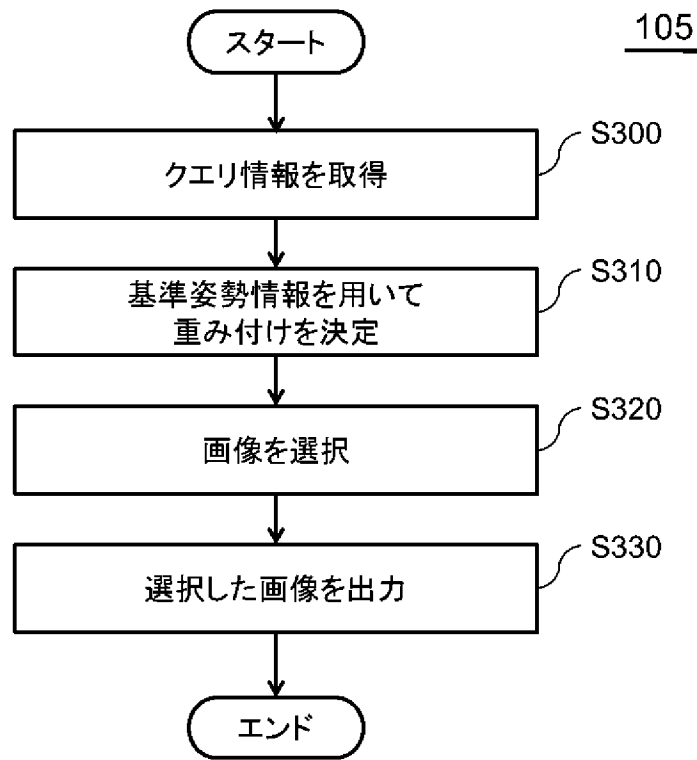 105
スタート
クエリ情報を取得
S300
基準姿勢情報を用いて
重み付けを決定
S310
画像を選択
S320
選択した画像を出力
S330
エンド